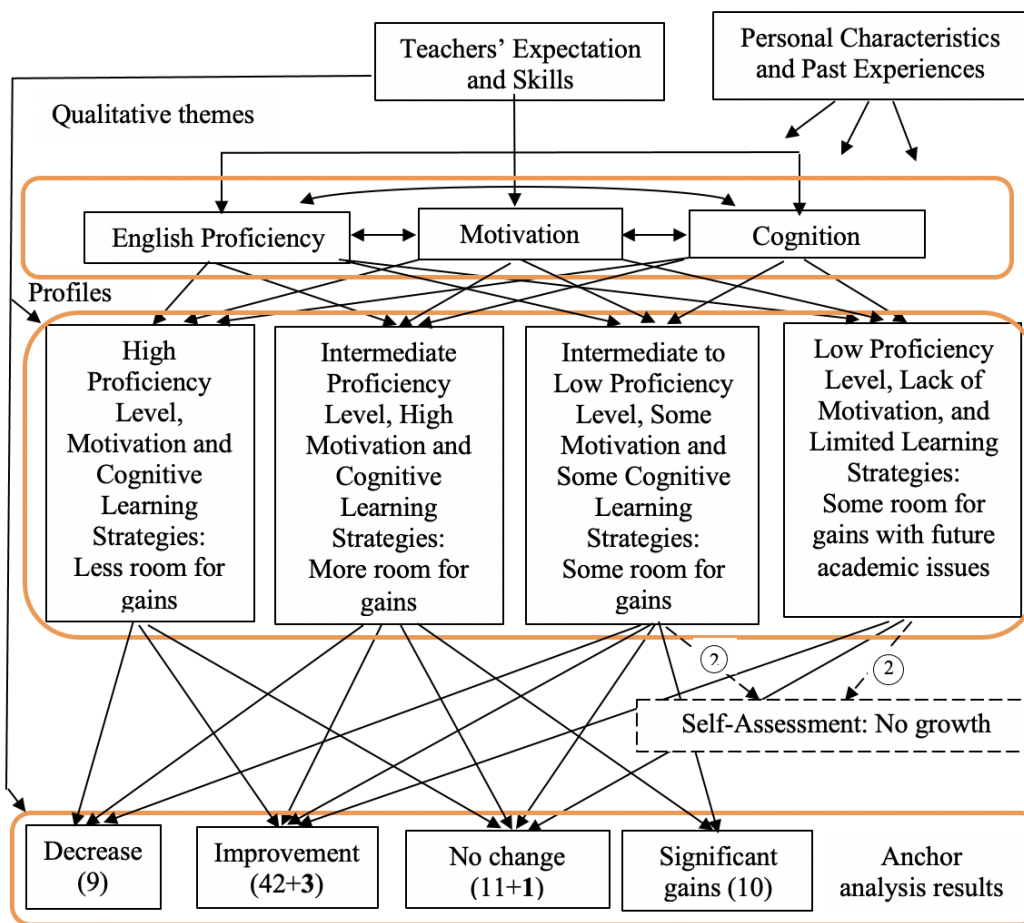 Teachers' Expectation
and Skills
Personal Characteristics
and Past Experiences
Qualitative themes
English Proficiency
Motivation
Cognition
Profiles
High
Proficiency
Level,
Motivation and
Cognitive
Learning
Strategies:
Less room for
gains
Intermediate
Proficiency
Level, High
Motivation and
Cognitive
Learning
Strategies:
More room for
gains
Intermediate to
Low Proficiency
Level, Some
Motivation and
Some Cognitive
Learning
Strategies:
Some room for
gains
Low Proficiency
Level, Lack of
Motivation, and
Limited Learning
Strategies:
Some room for
gains with future
academic issues
2
2
Self-Assessment: No growth
Decrease
(9)
Improvement
(42+3)
No change
(11+1)
Significant
gains (10)
Anchor
analysis results